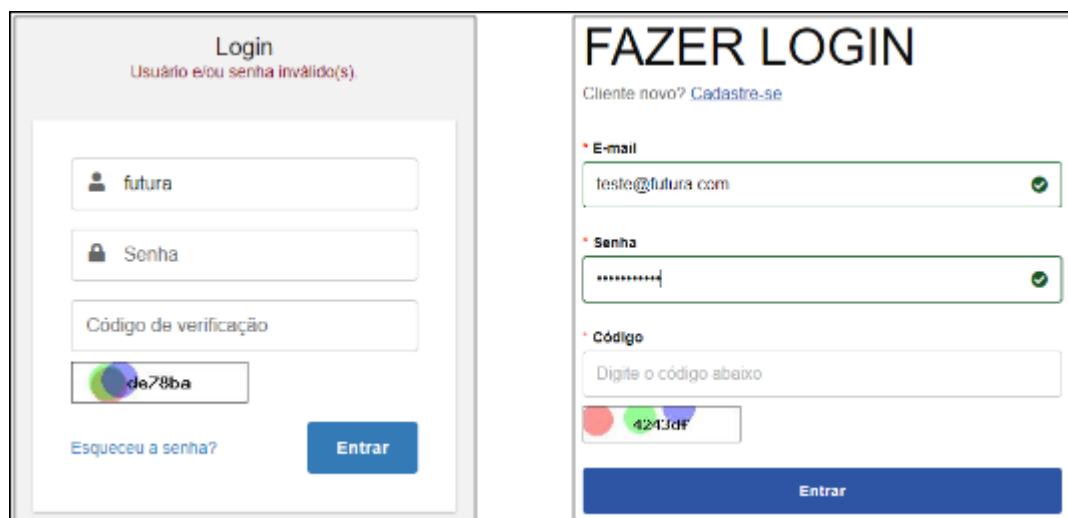 Login
Usuário e/ou senha inválido(s).
futura
Senha
Código de verificação
de78ba
Esqueceu a senha?
Entrar
FAZER LOGIN
Cliente novo? Cadastre-se
* E-mail
teste@futura.com
* Senha
•••••••••••
* Código
Digite o código abaixo
4243df
Entrar